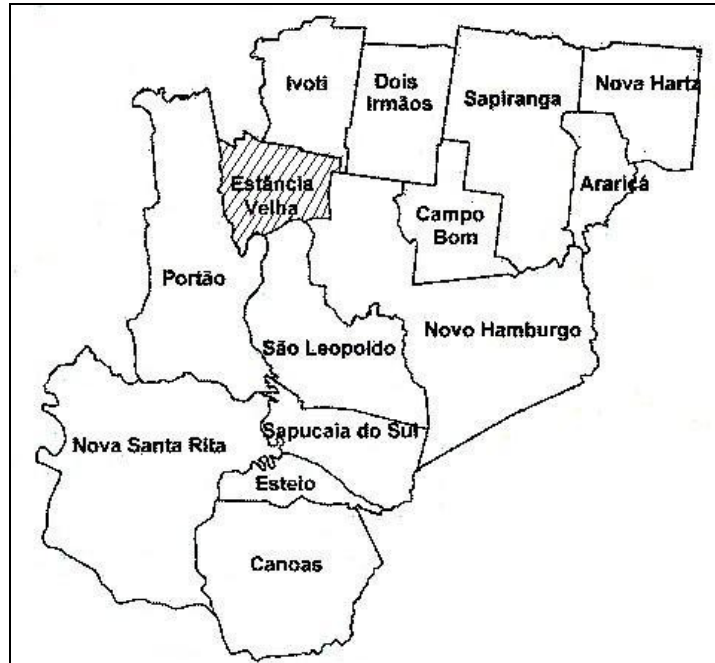 Ivoti
Dois
Irmãos
Sapiranga
Nova Hartz
Estância
Velha
Araricá
Campo
Bom
Portão
Novo Hamburgo
São Leopoldo
Sapucaia do Sul
Nova Santa Rita
Esteio
Canoas